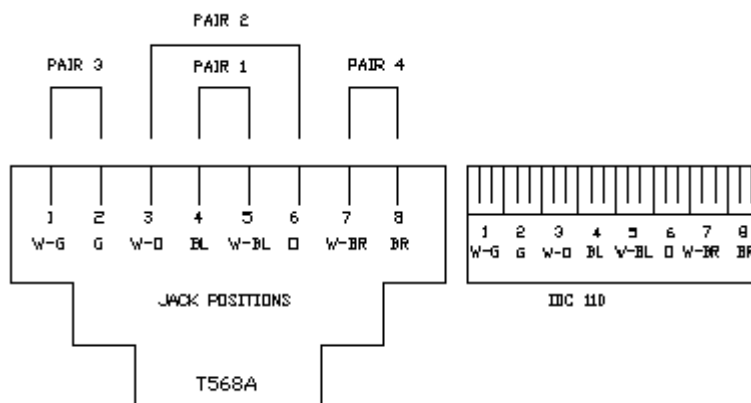 PAIR 2
PAIR 3 PAIR 1 PAIR 4
1 2 3 4 5 6 7 8
W-G G W-O BL W-BL O W-BR BR
JACK POSITIONS
T568A
1 2 3 4 5 6 7 8
W-G G W-O BL W-BL O W-BR BR
IDC 110